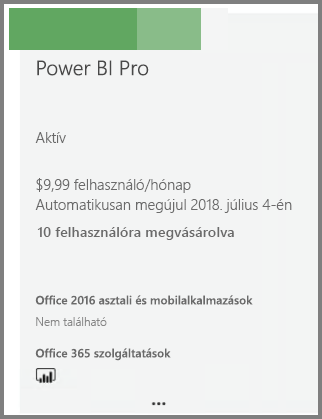 Power BI Pro
Aktív
$9,99 felhasználó/hónap
Automatikusan megújul 2018. július 4-én
10 felhasználóra megvásárolva
Office 2016 asztali és mobilalkalmazások
Nem található
Office 365 szolgáltatások